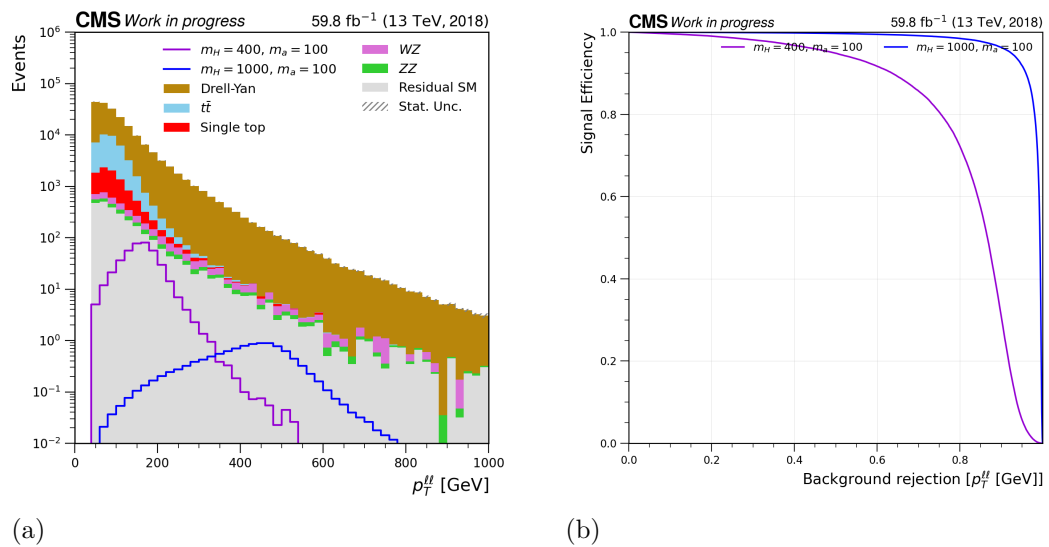 CMS Work in progress 59.8 fb⁻¹ (13 TeV, 2018)
Events
10⁶
10⁵
10⁴
10³
10²
10¹
10⁰
10⁻¹
10⁻²
m_H = 400, m_a = 100
m_H = 1000, m_a = 100
Drell-Yan
tt̄
Single top
WZ
ZZ
Residual SM
Stat. Unc.
0 200 400 600 800 1000
p_T^ℓℓ [GeV]
(a)
CMS Work in progress 59.8 fb⁻¹ (13 TeV, 2018)
Signal Efficiency
m_H = 400, m_a = 100 m_H = 1000, m_a = 100
1.0
0.8
0.6
0.4
0.2
0.0
0.0 0.2 0.4 0.6 0.8
Background rejection [p_T^ℓℓ [GeV]]
(b)